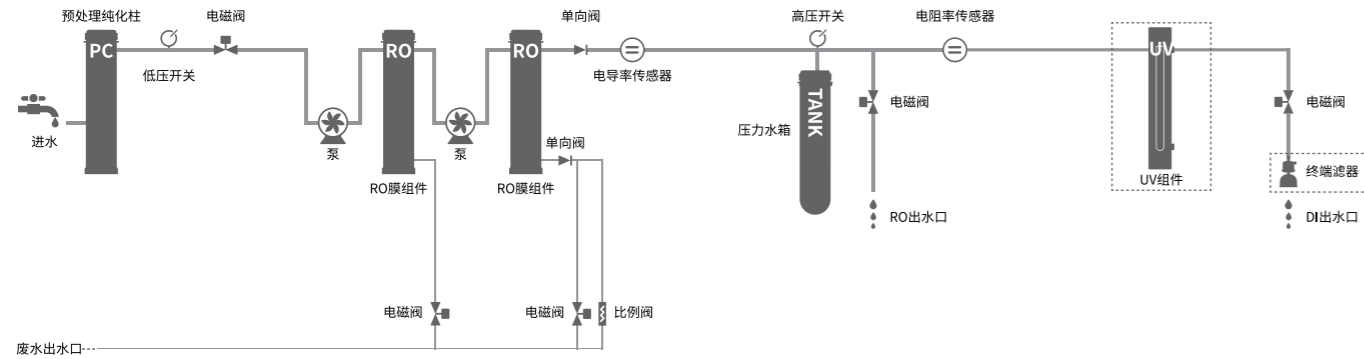 预处理纯化柱
电磁阀
单向阀
高压开关
电阻率传感器
PC
RO
RO
UV
低压开关
电导率传感器
TANK
电磁阀
电磁阀
压力水箱
进水
泵
泵
单向阀
RO膜组件
RO膜组件
UV组件
终端滤器
RO出水口
DI出水口
电磁阀
电磁阀
比例阀
废水出水口